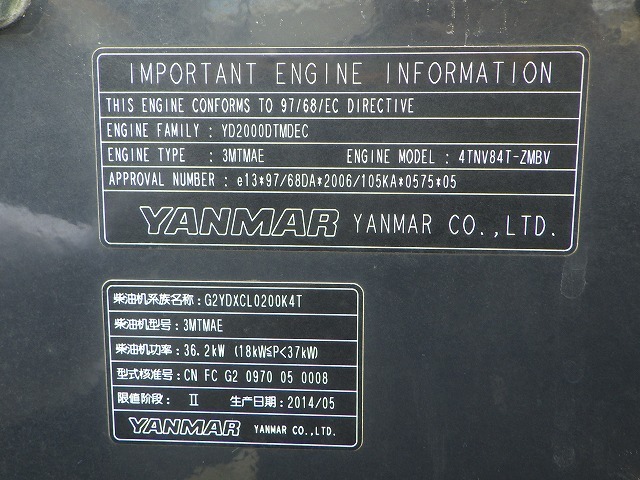 IMPORTANT ENGINE INFORMATION
THIS ENGINE CONFORMS TO 97/68/EC DIRECTIVE
ENGINE FAMILY : YD2000DTMDEC
ENGINE TYPE : 3MTMAE ENGINE MODEL : 4TNV84T-ZMBV
APPROVAL NUMBER : e13*97/68DA*2006/105KA*0575*05
YANMAR YANMAR CO.,LTD.
柴油机系族名称:G2YDXCL0200K4T
柴油机型号:3MTMAE
柴油机功率:36.2kW (18kW≦P<37kW)
型式核准号:CN FC G2 0970 05 0008
限值阶段: Ⅱ 生产日期:2014/05
YANMAR YANMAR CO.,LTD.